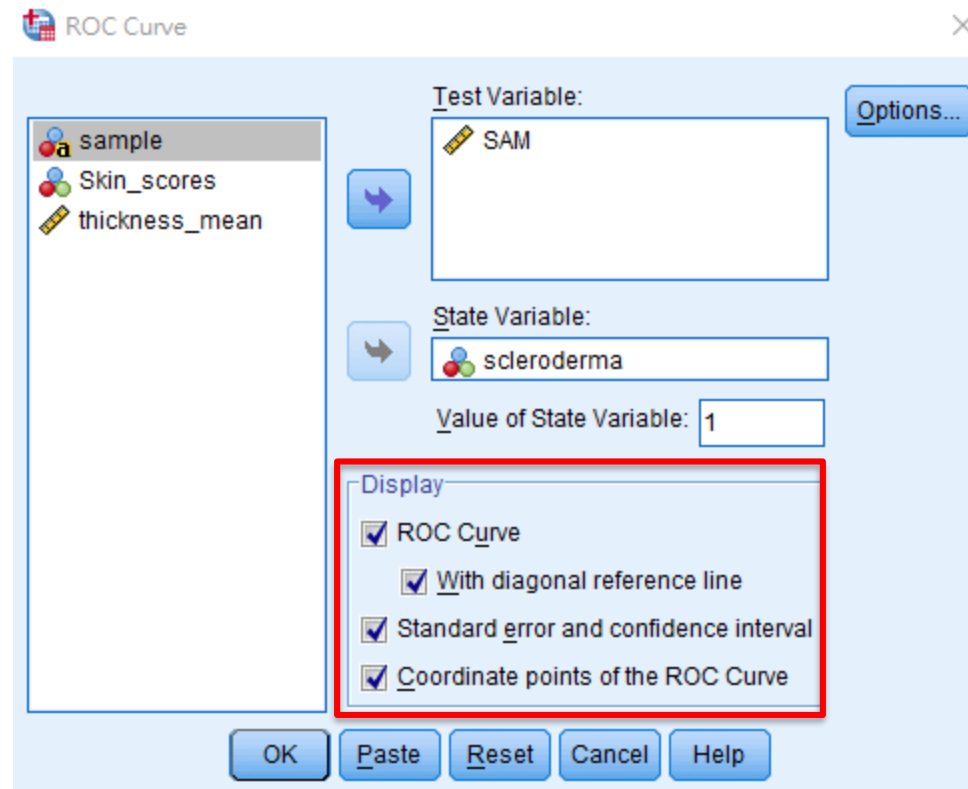 ROC Curve
Test Variable:
Options...
sample
Skin_scores
thickness_mean
SAM
State Variable:
scleroderma
Value of State Variable: 1
Display
ROC Curve
With diagonal reference line
Standard error and confidence interval
Coordinate points of the ROC Curve
OK Paste Reset Cancel Help